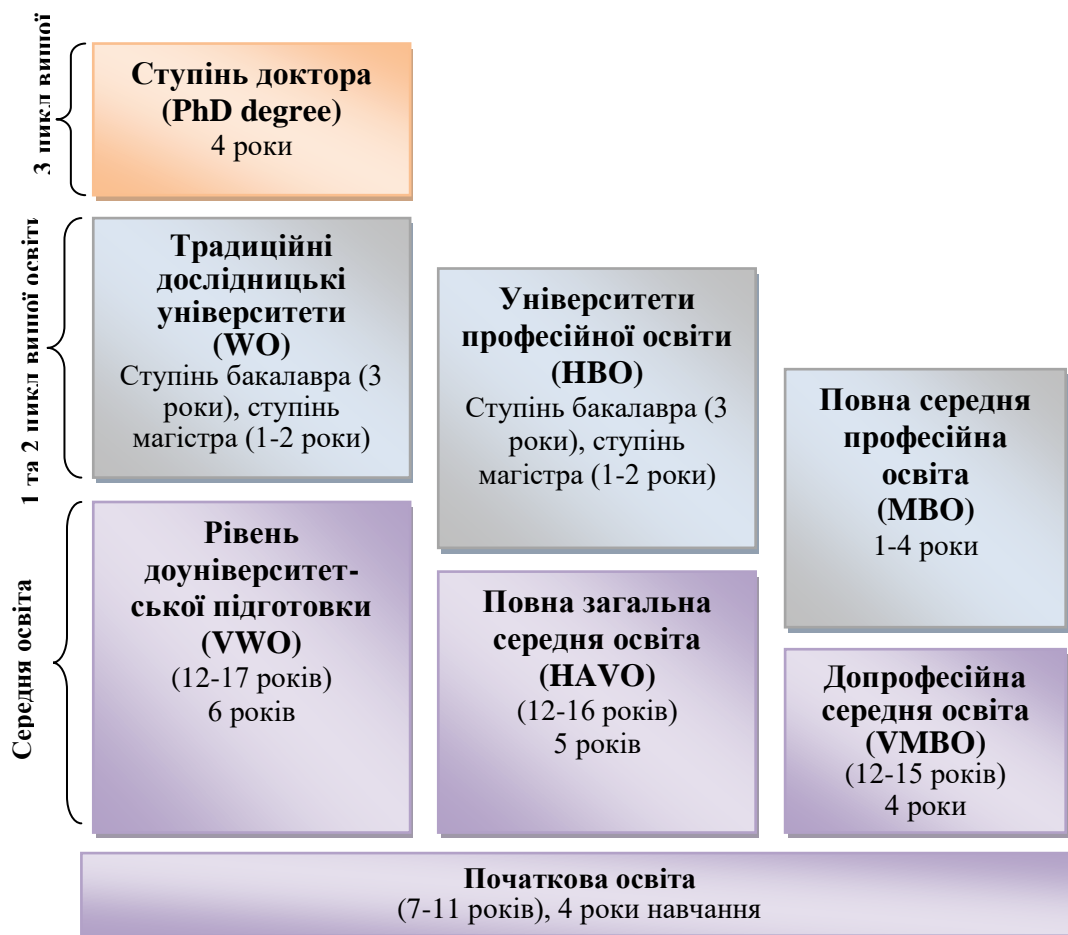 3 цикл вищої
Ступінь доктора
(PhD degree)
4 роки
1 та 2 цикл вищої освіти
Традиційні
дослідницькі
університети
(WO)
Ступінь бакалавра (3
роки), ступінь
магістра (1-2 роки)
Університети
професійної освіти
(HBO)
Ступінь бакалавра (3
роки), ступінь
магістра (1-2 роки)
Повна середня
професійна
освіта
(MBO)
1-4 роки
Середня освіта
Рівень
доуніверситет-
ської підготовки
(VWO)
(12-17 років)
6 років
Повна загальна
середня освіта
(HAVO)
(12-16 років)
5 років
Допрофесійна
середня освіта
(VMBO)
(12-15 років)
4 роки
Початкова освіта
(7-11 років), 4 роки навчання